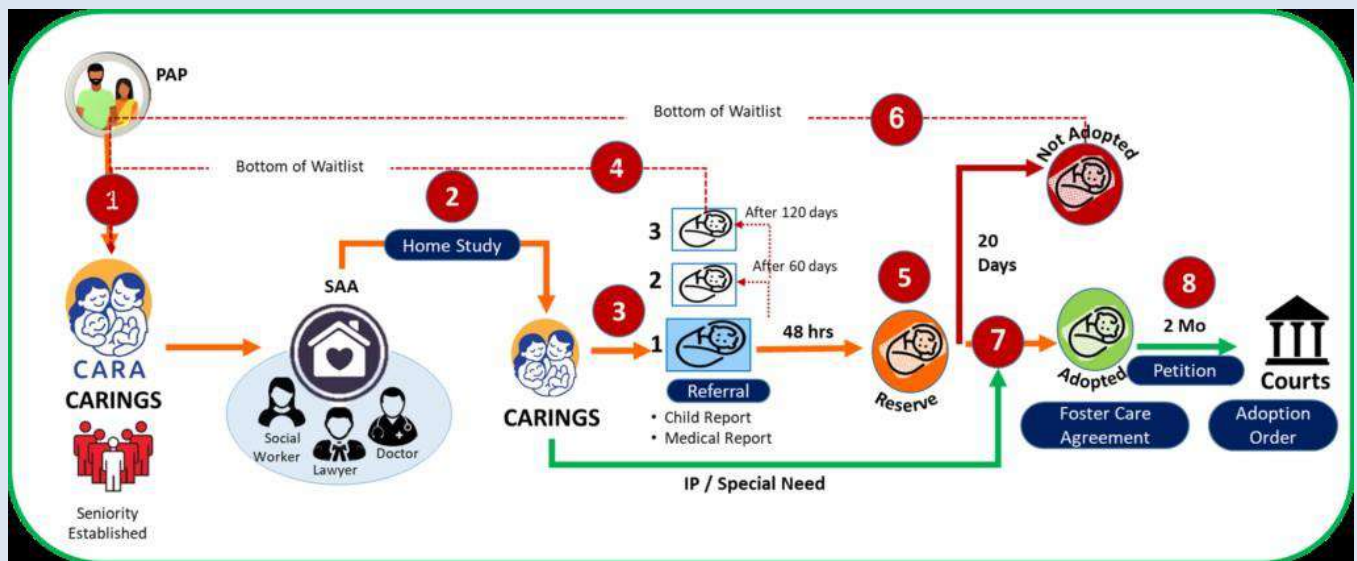 PAP
Bottom of Waitlist
6
Not Adopted
Bottom of Waitlist
4
1
2
Home Study
After 120 days
3
After 60 days
2
20
Days
5
8
SAA
3
1
48 hrs
7
2 Mo
CARA
CARINGS
Social
Worker
Lawyer
Doctor
CARINGS
Referral
• Child Report
• Medical Report
Reserve
Adopted
Petition
Courts
Foster Care
Agreement
Adoption
Order
IP / Special Need
Seniority
Established